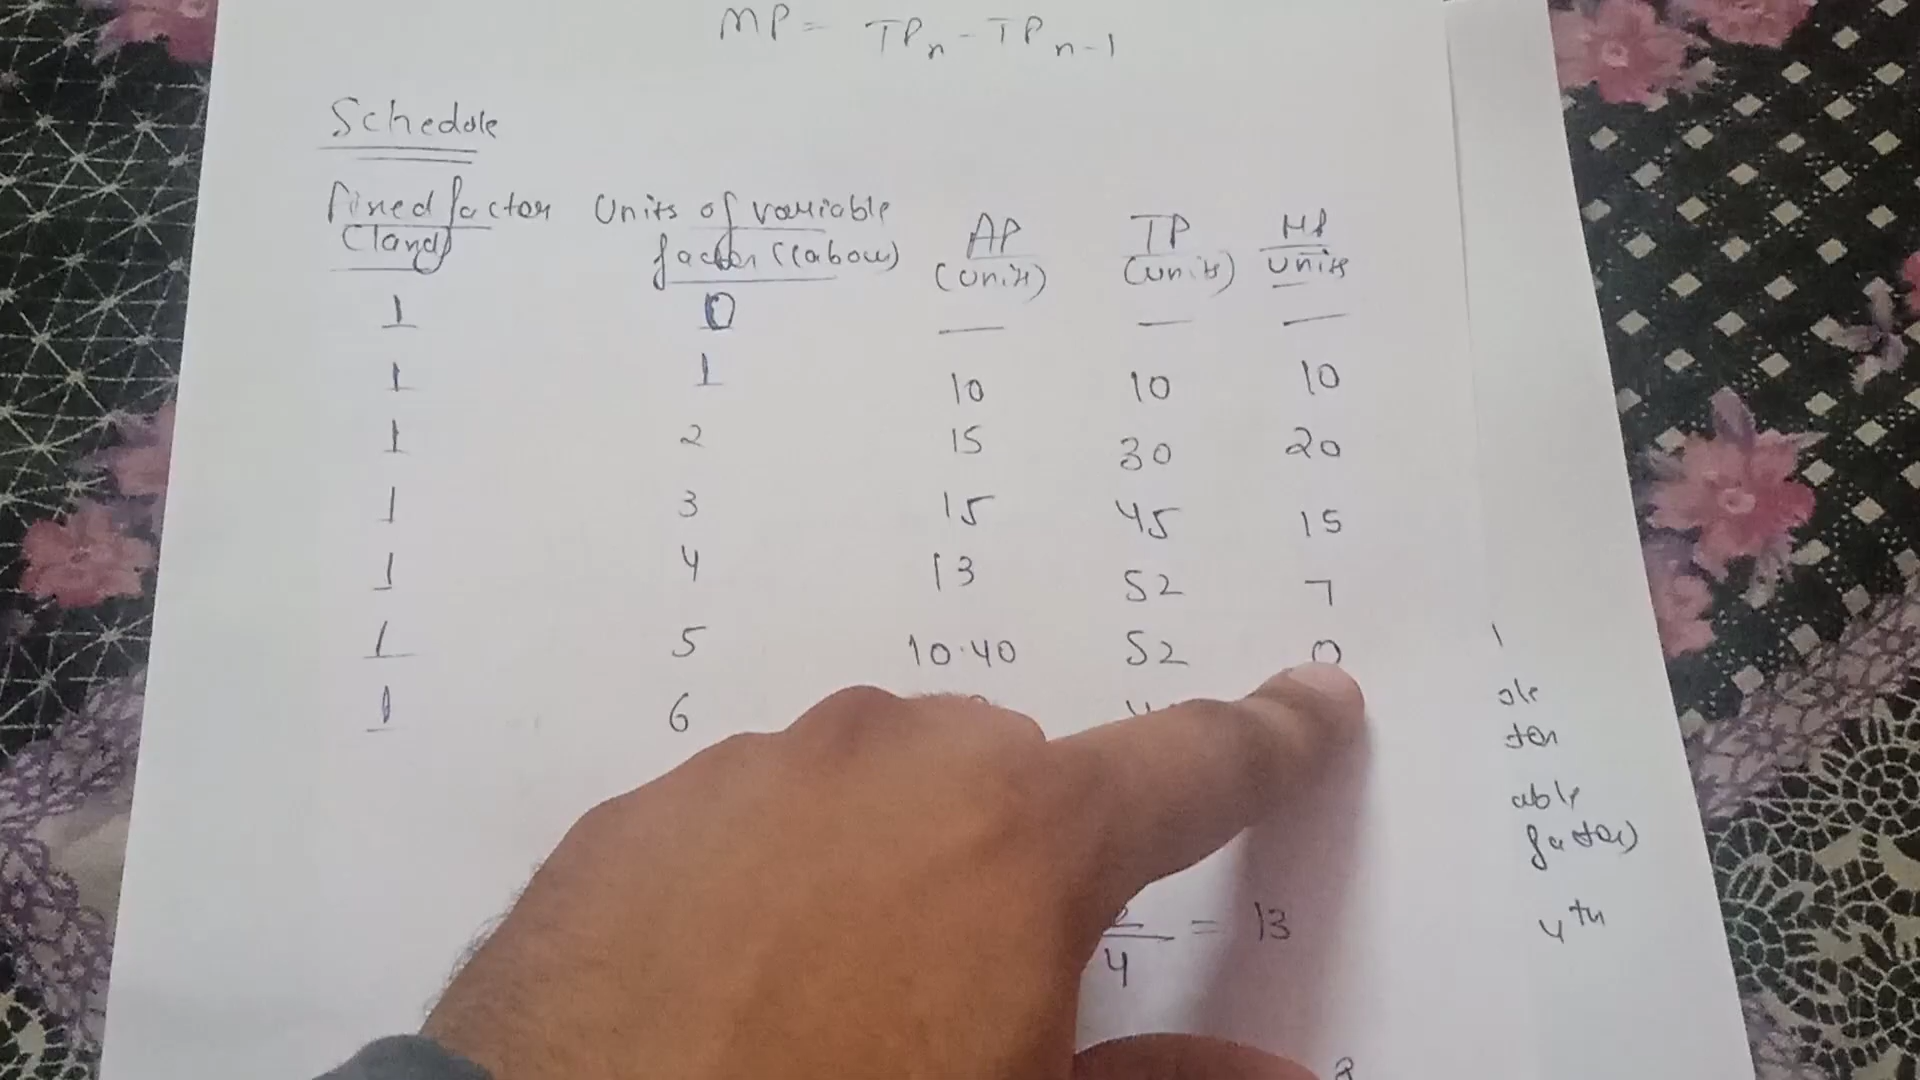 MP = TPn - TPn-1
Schedule
Fixed factor (land) Units of variable factor (labour) AP (units) TP (units) MP units
1 0 — — —
1 1 10 10 10
1 2 15 30 20
1 3 15 45 15
1 4 13 52 7
1 5 10.40 52 0
1 6
4 = 13
able
factor)
4th